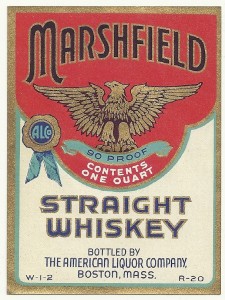 MARSHFIELD
ALCO
90 PROOF
CONTENTS
ONE QUART
STRAIGHT
WHISKEY
BOTTLED BY
THE AMERICAN LIQUOR COMPANY,
BOSTON, MASS.
W-1-2 R-20